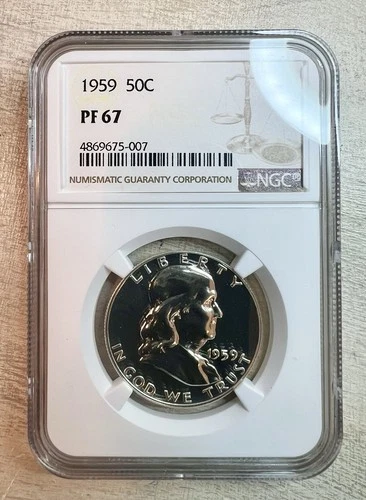 1959 50C
PF 67
4869675-007
NUMISMATIC GUARANTY CORPORATION
NGC
LIBERTY
1959
IN GOD WE TRUST